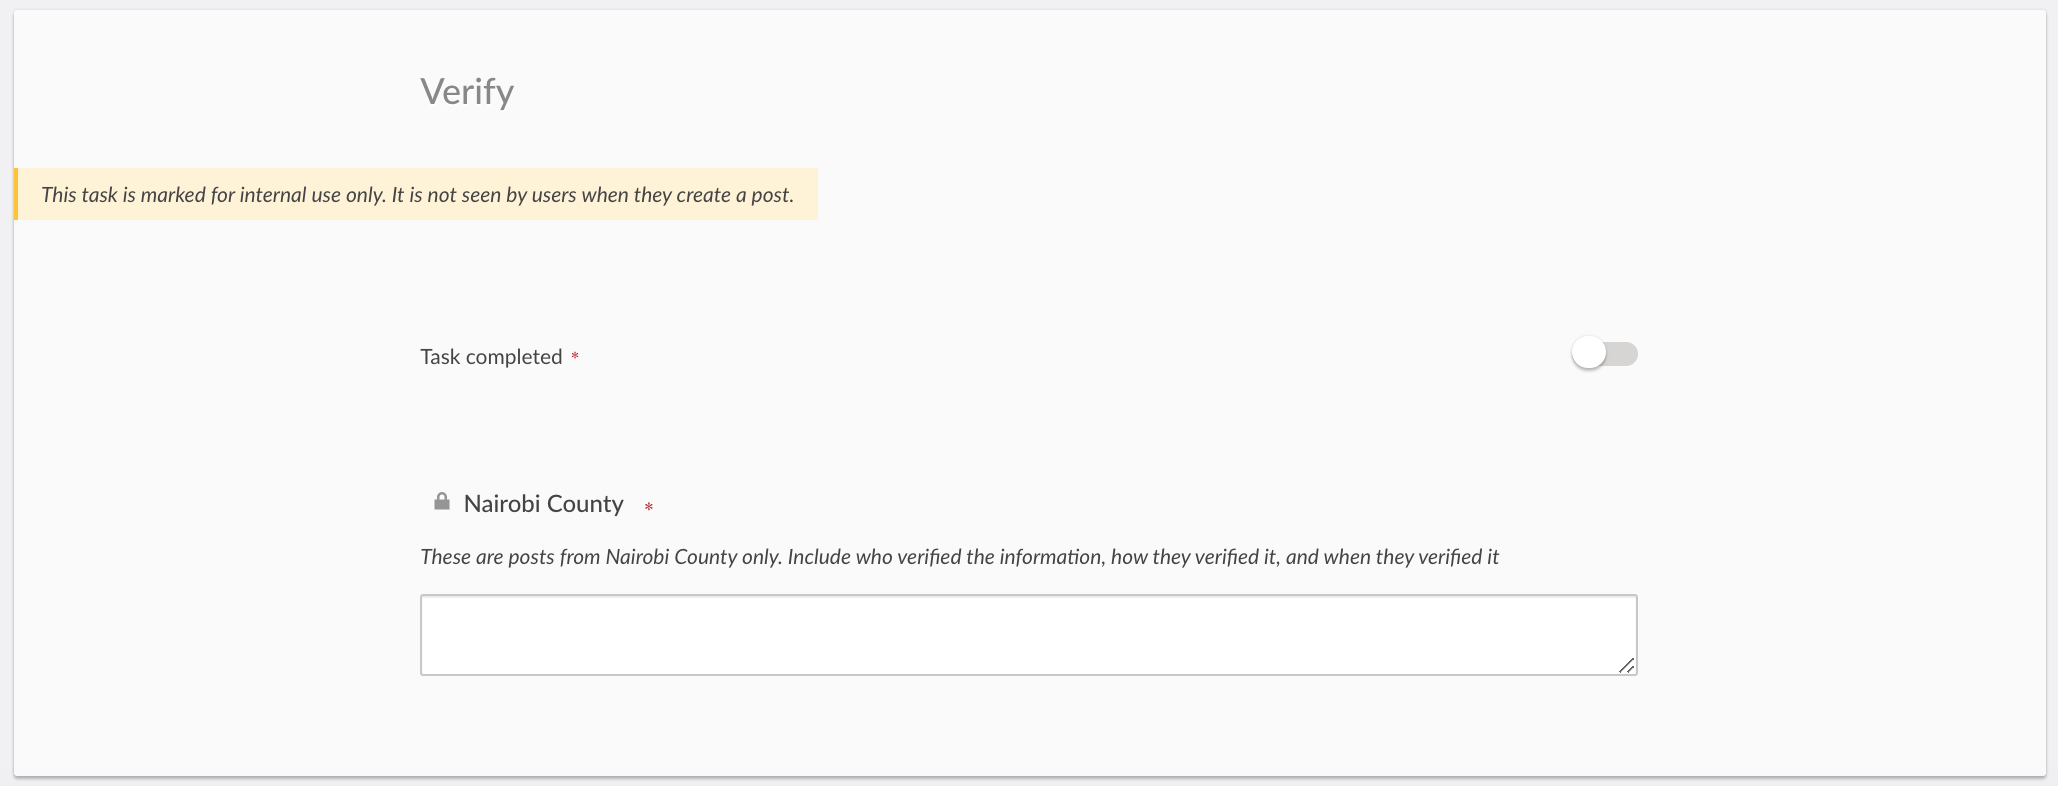 Verify
This task is marked for internal use only. It is not seen by users when they create a post.
Task completed *
Nairobi County *
These are posts from Nairobi County only. Include who verified the information, how they verified it, and when they verified it